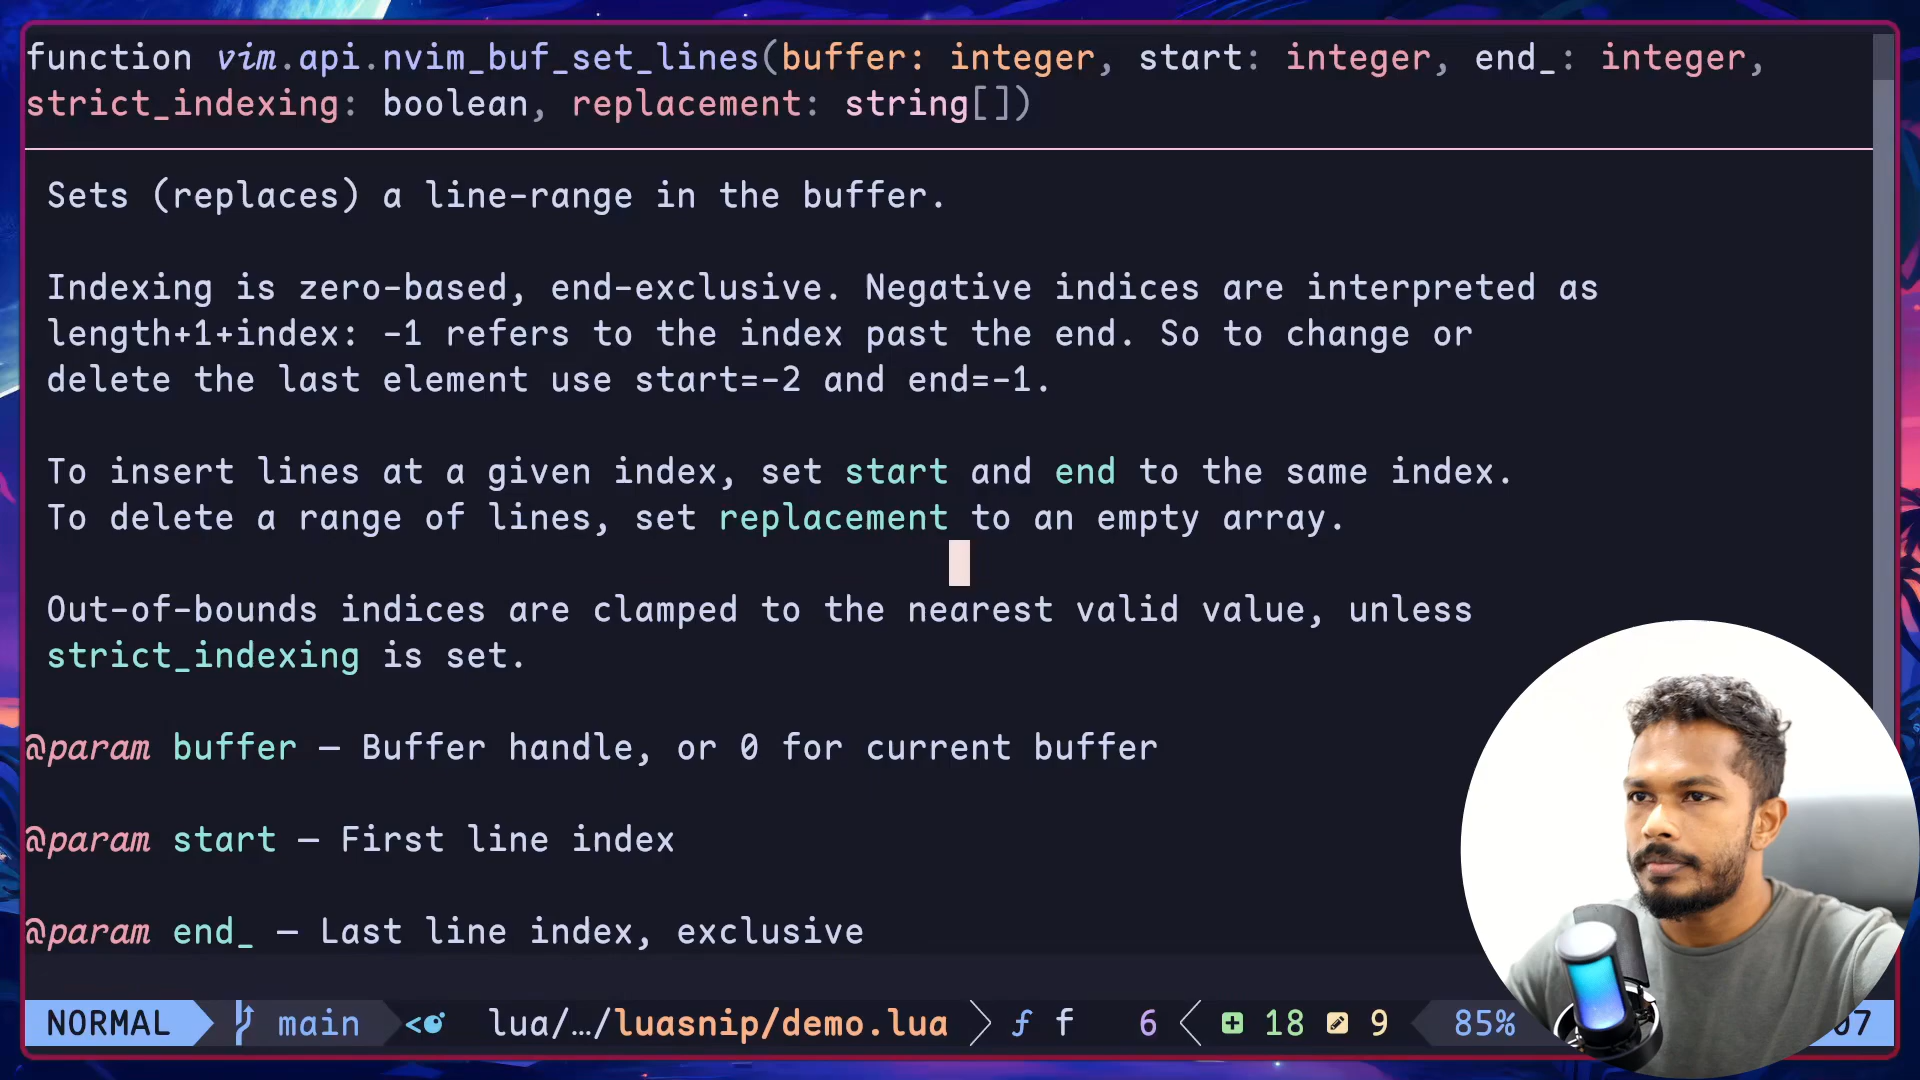 function vim.api.nvim_buf_set_lines(buffer: integer, start: integer, end_: integer,
strict_indexing: boolean, replacement: string[])
Sets (replaces) a line-range in the buffer.
Indexing is zero-based, end-exclusive. Negative indices are interpreted as
length+1+index: -1 refers to the index past the end. So to change or
delete the last element use start=-2 and end=-1.
To insert lines at a given index, set start and end to the same index.
To delete a range of lines, set replacement to an empty array.
Out-of-bounds indices are clamped to the nearest valid value, unless
strict_indexing is set.
@param buffer — Buffer handle, or 0 for current buffer
@param start — First line index
@param end_ — Last line index, exclusive
NORMAL main lua/…/luasnip/demo.lua f 6 18 9 85% 07